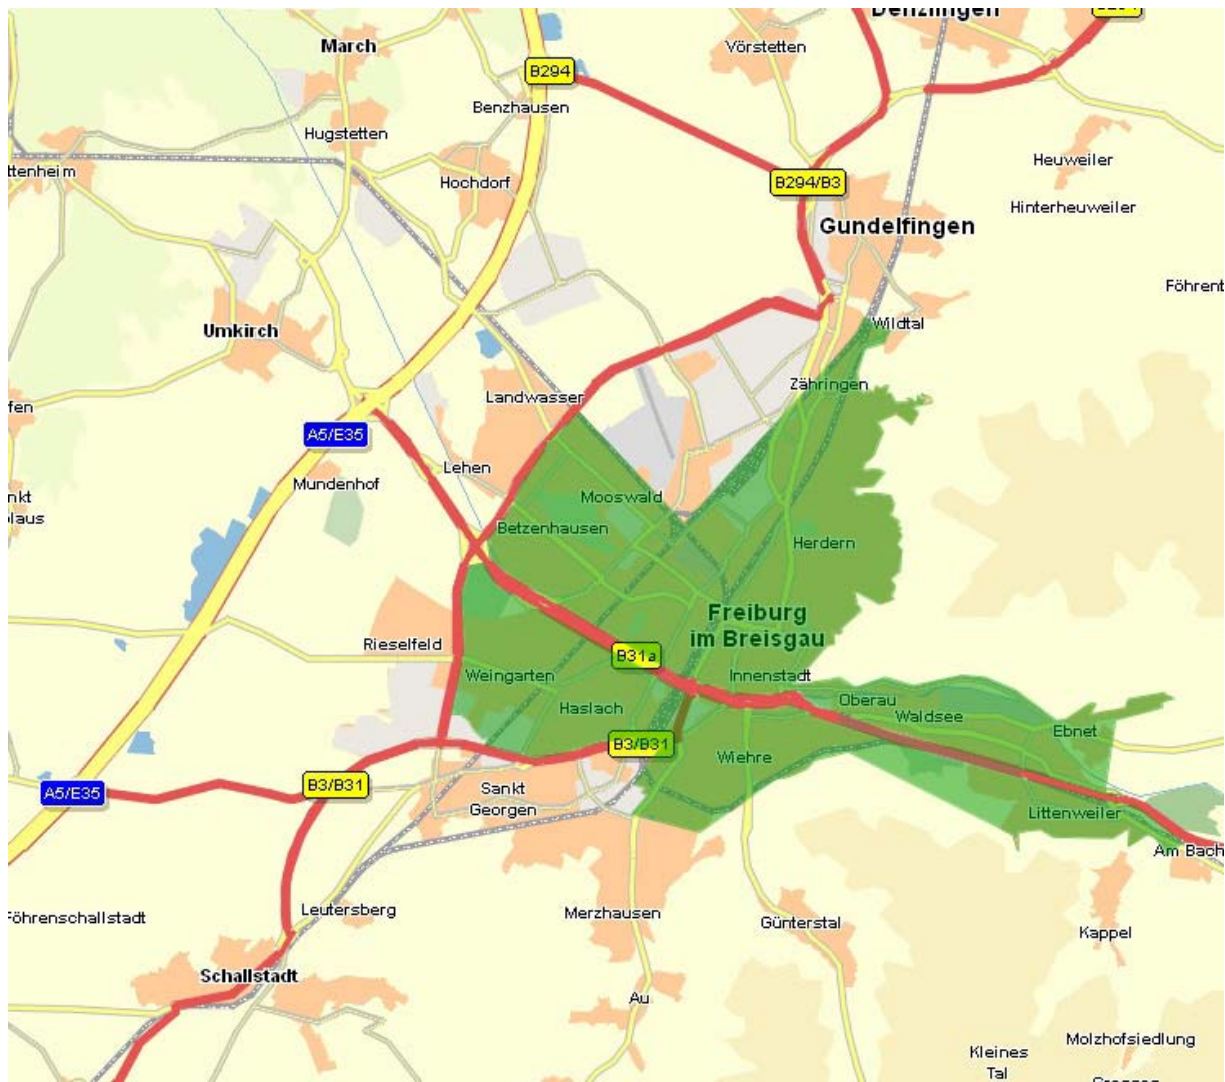 Denzlingen
March
Vörstetten
B294
Benzhausen
Hugstetten
Heuweiler
ttenheim
Hochdorf
B294/B3
Hinterheuweiler
Gundelfingen
Föhrent
Umkirch
Wildtal
Zähringen
Landwasser
fen
A5/E35
Lehen
Mundenhof
nkt
olaus
Mooswald
Betzenhausen
Herdern
Freiburg
im Breisgau
Rieselfeld
B31a
Weingarten
Innenstadt
Oberau
Haslach
Waldsee
Ebnet
B3/B31
Wiehre
B3/B31
A5/E35
Sankt
Georgen
Littenweiler
Am Bach
Leutersberg
Föhrenschallstadt
Merzhausen
Günterstal
Kappel
Schallstadt
Au
Molzhofsiedlung
Kleines
Tal